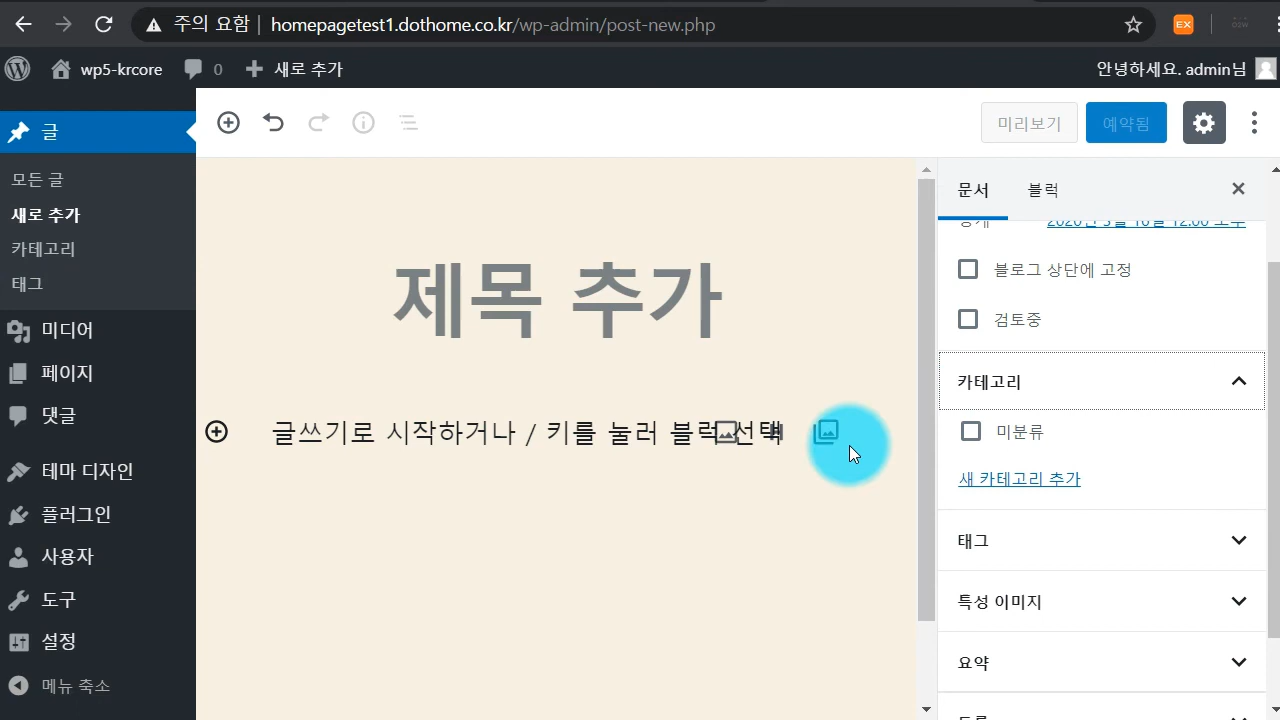 주의 요함 | homepagetest1.dothome.co.kr/wp-admin/post-new.php
EX
wp5-krcore 0 새로 추가 안녕하세요. admin님
글
모든 글
새로 추가
카테고리
태그
미디어
페이지
댓글
테마 디자인
플러그인
사용자
도구
설정
메뉴 축소
미리보기 예약됨
제목 추가
글쓰기로 시작하거나 / 키를 눌러 블럭 선택
문서 블럭
공개
블로그 상단에 고정
검토중
카테고리
미분류
새 카테고리 추가
태그
특성 이미지
요약